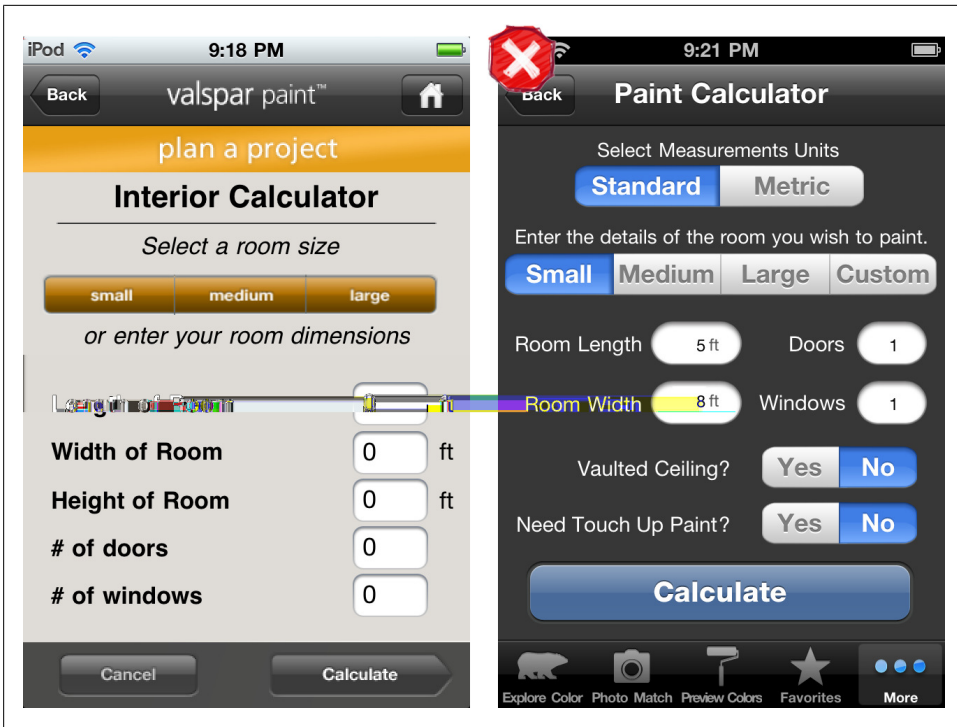 iPod
9:18 PM
Back
valspar paint™
plan a project
Interior Calculator
Select a room size
small medium large
or enter your room dimensions
Width of Room 0 ft
Height of Room 0 ft
# of doors 0
# of windows 0
Cancel
Calculate
9:21 PM
Back
Paint Calculator
Select Measurements Units
Standard Metric
Enter the details of the room you wish to paint.
Small Medium Large Custom
Room Length 5 ft Doors 1
Room Width 8 ft Windows 1
Vaulted Ceiling? Yes No
Need Touch Up Paint? Yes No
Calculate
Explore Color Photo Match Preview Colors Favorites More